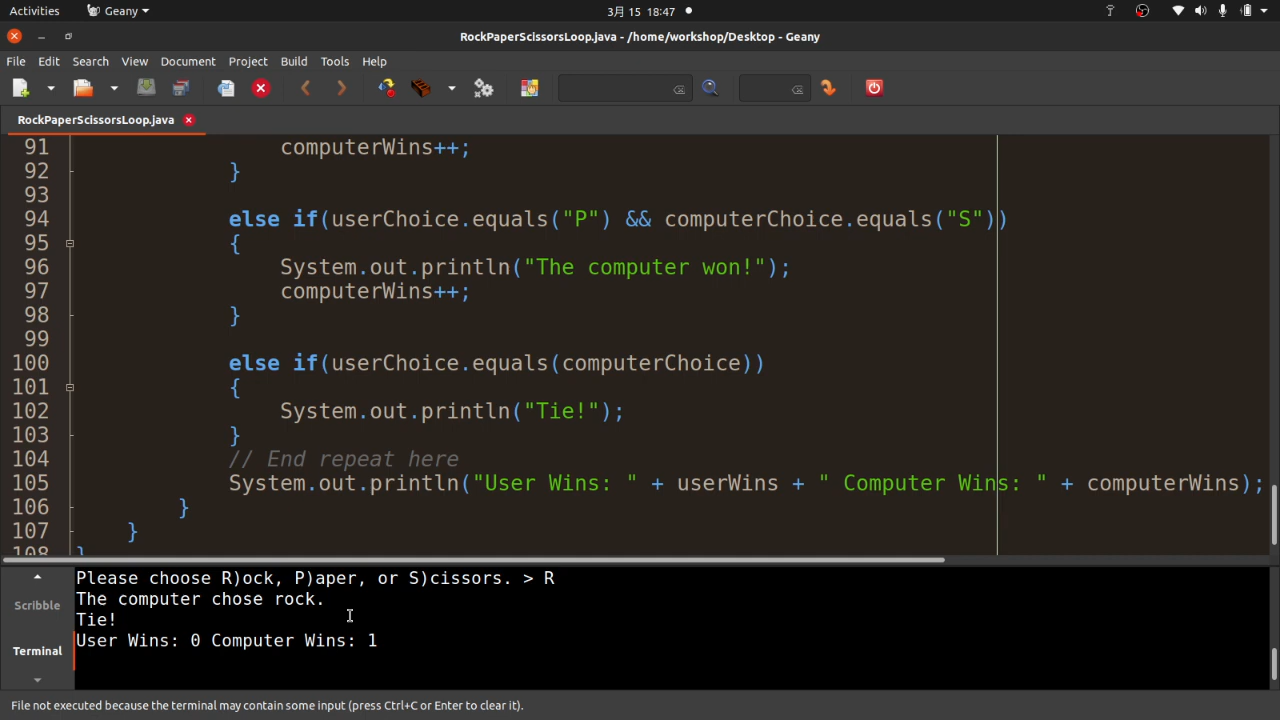 Activities Geany 3月 15 18:47
RockPaperScissorsLoop.java - /home/workshop/Desktop - Geany
File Edit Search View Document Project Build Tools Help
RockPaperScissorsLoop.java
91 computerWins++;
92 }
93
94 else if(userChoice.equals("P") && computerChoice.equals("S"))
95 {
96 System.out.println("The computer won!");
97 computerWins++;
98 }
99
100 else if(userChoice.equals(computerChoice))
101 {
102 System.out.println("Tie!");
103 }
104 // End repeat here
105 System.out.println("User Wins: " + userWins + " Computer Wins: " + computerWins);
106 }
107 }
108 }
Please choose R)ock, P)aper, or S)cissors. > R
Scribble
The computer chose rock.
Tie!
Terminal
User Wins: 0 Computer Wins: 1
File not executed because the terminal may contain some input (press Ctrl+C or Enter to clear it).